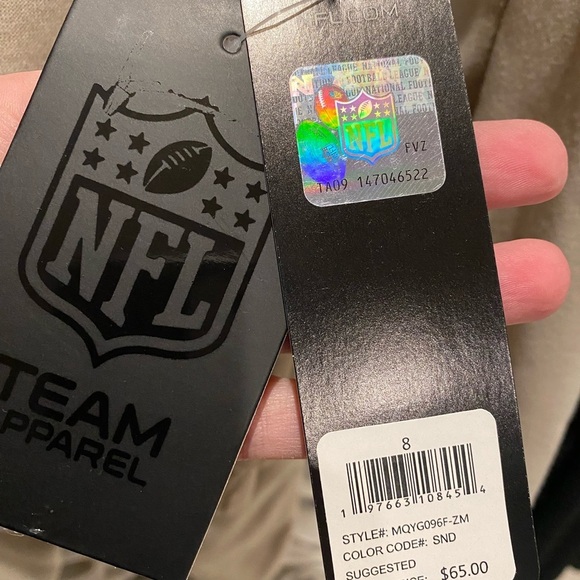 NFL
TEAM
APPAREL
FL.COM
NFL
FVZ
1A09 147046522
8
1 97663 10845 4
STYLE#: MQYG096F-ZM
COLOR CODE#: SND
SUGGESTED
$65.00